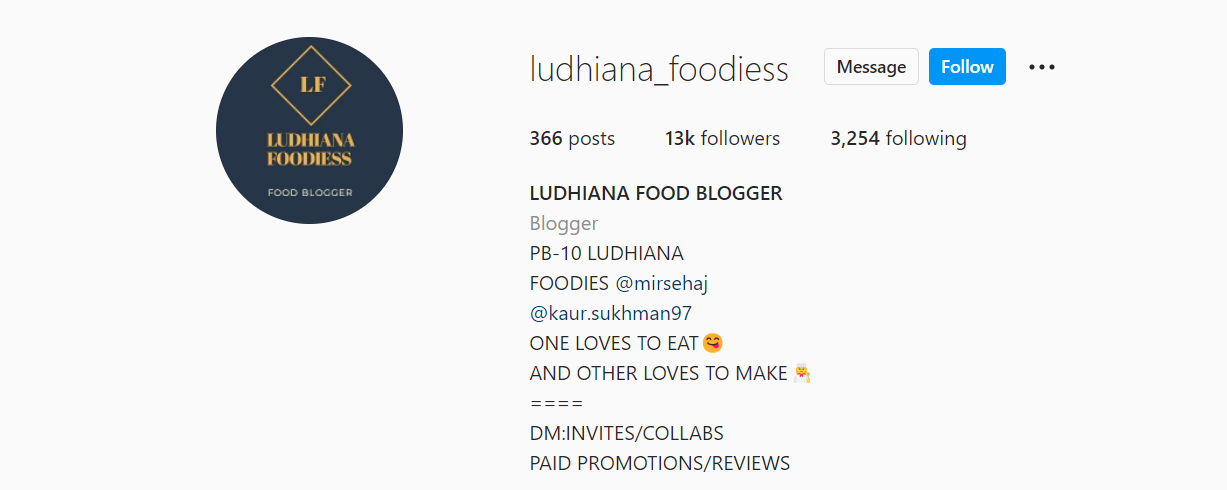 LF
LUDHIANA
FOODIESS
FOOD BLOGGER
ludhiana_foodiess Message Follow
366 posts 13k followers 3,254 following
LUDHIANA FOOD BLOGGER
Blogger
PB-10 LUDHIANA
FOODIES @mirsehaj
@kaur.sukhman97
ONE LOVES TO EAT😋
AND OTHER LOVES TO MAKE👩‍🍳
====
DM:INVITES/COLLABS
PAID PROMOTIONS/REVIEWS